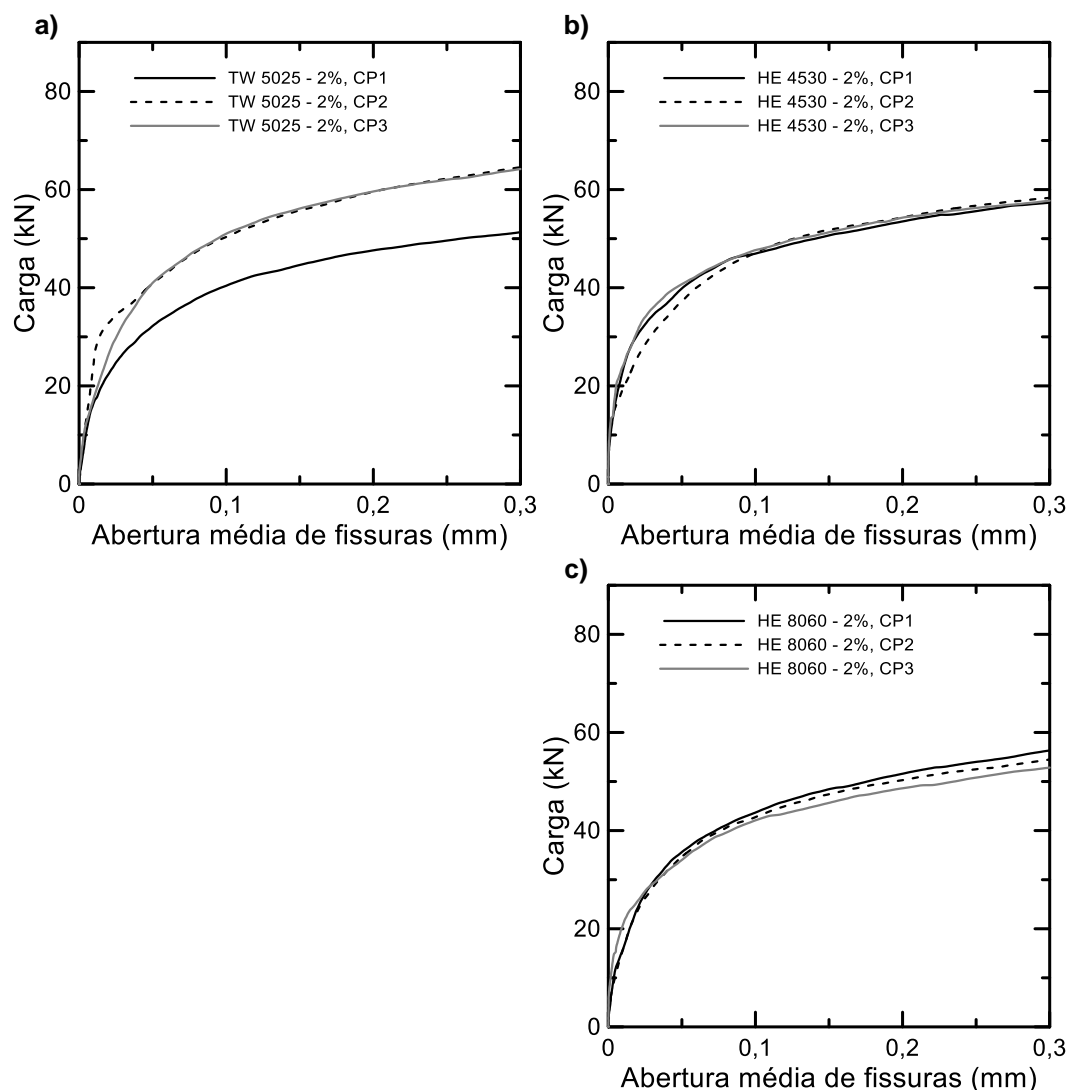 a)
TW 5025 - 2%, CP1
TW 5025 - 2%, CP2
TW 5025 - 2%, CP3
80
60
40
20
0
Carga (kN)
0
0,1
0,2
0,3
Abertura média de fissuras (mm)
b)
HE 4530 - 2%, CP1
HE 4530 - 2%, CP2
HE 4530 - 2%, CP3
80
60
40
20
0
Carga (kN)
0
0,1
0,2
0,3
Abertura média de fissuras (mm)
c)
HE 8060 - 2%, CP1
HE 8060 - 2%, CP2
HE 8060 - 2%, CP3
80
60
40
20
0
Carga (kN)
0
0,1
0,2
0,3
Abertura média de fissuras (mm)